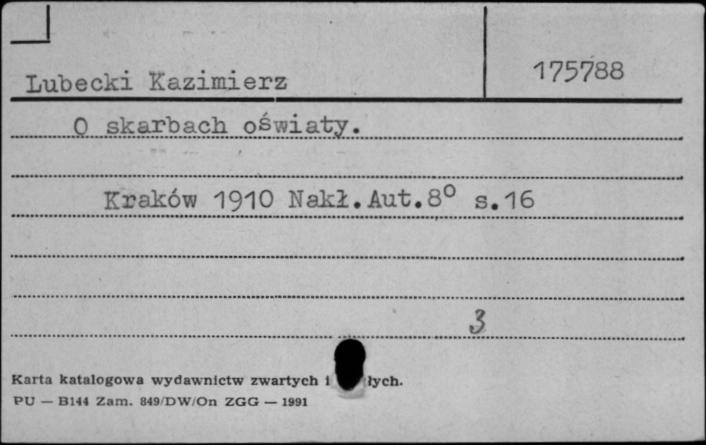 Lubecki Kazimierz 175788
O skarbach oświaty.
Kraków 1910 Nakł.Aut.8° s.16
3
Karta katalogowa wydawnictw zwartych i
PU — B144 Zam. 849/DW/On ZGG — 1991